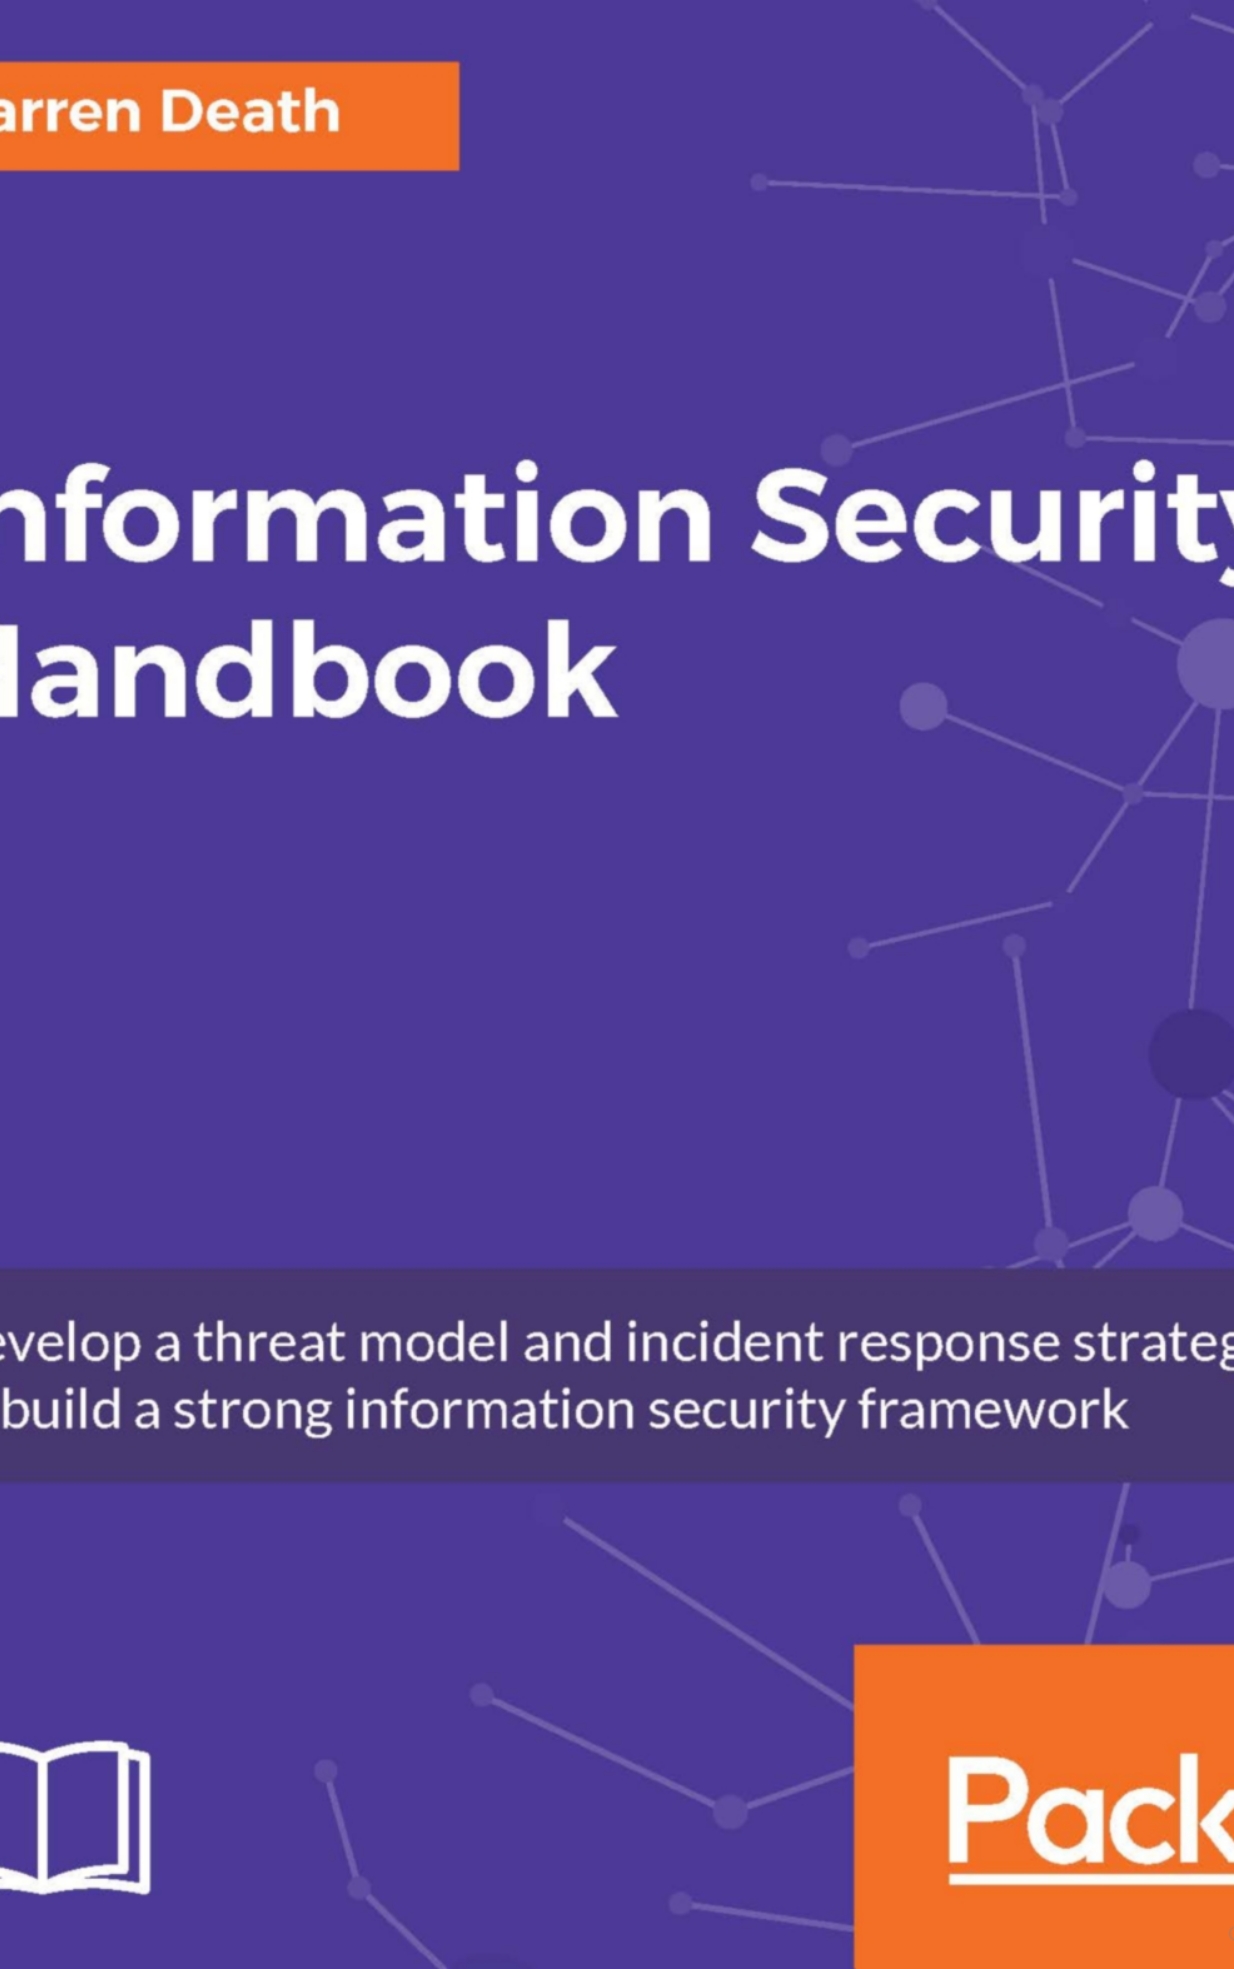 arren Death
nformation Security
Handbook
evelop a threat model and incident response strateg
build a strong information security framework
Pack